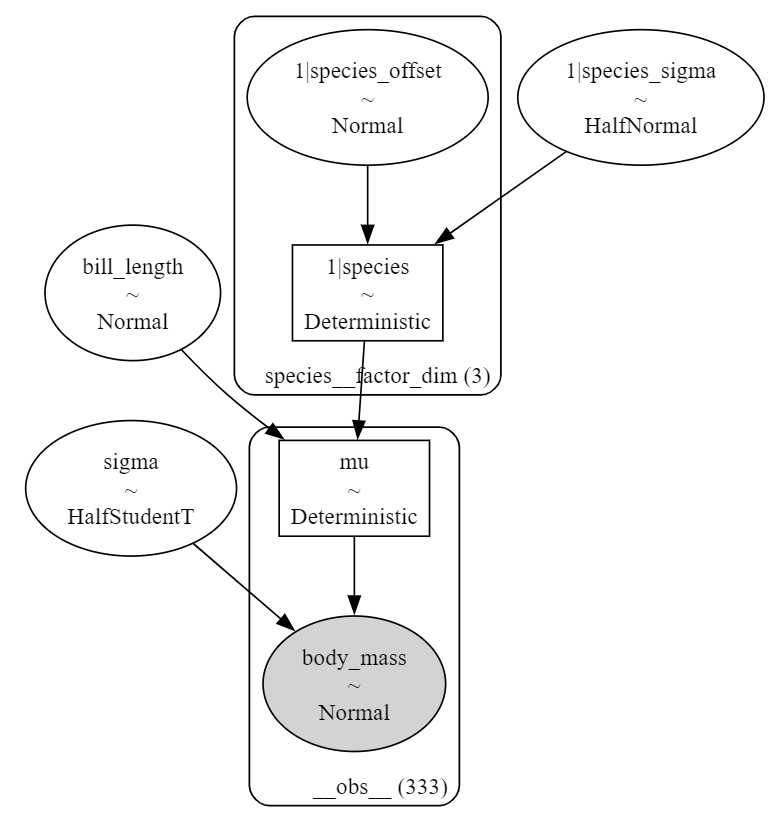 1|species_offset
~
Normal
1|species_sigma
~
HalfNormal
bill_length
~
Normal
1|species
~
Deterministic
species__factor_dim (3)
sigma
~
HalfStudentT
mu
~
Deterministic
body_mass
~
Normal
__obs__ (333)